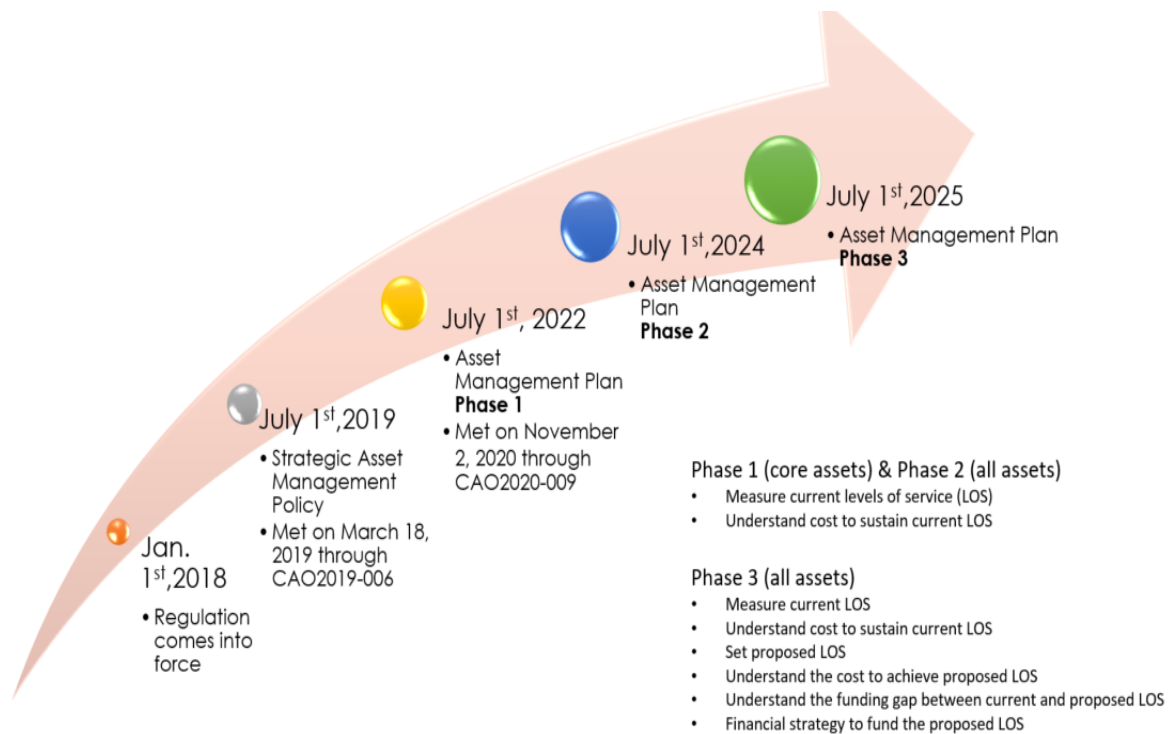 Jan.
1st,2018
• Regulation
comes into
force
July 1st,2019
• Strategic Asset
Management
Policy
• Met on March 18,
2019 through
CAO2019-006
July 1st, 2022
• Asset
Management Plan
Phase 1
• Met on November
2, 2020 through
CAO2020-009
July 1st,2024
• Asset Management
Plan
Phase 2
July 1st,2025
• Asset Management Plan
Phase 3
Phase 1 (core assets) & Phase 2 (all assets)
• Measure current levels of service (LOS)
• Understand cost to sustain current LOS
Phase 3 (all assets)
• Measure current LOS
• Understand cost to sustain current LOS
• Set proposed LOS
• Understand the cost to achieve proposed LOS
• Understand the funding gap between current and proposed LOS
• Financial strategy to fund the proposed LOS